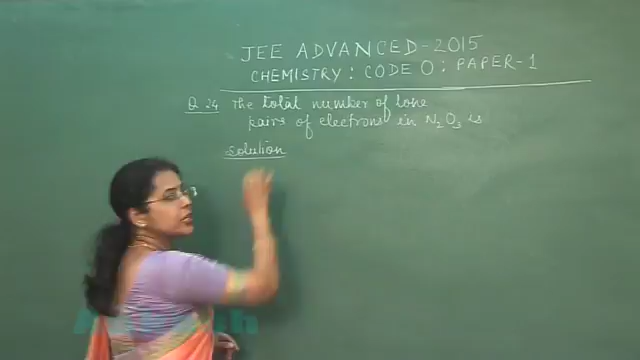 JEE ADVANCED-2015
CHEMISTRY: CODE 0: PAPER-1
Q 24 The total number of lone
pairs of electrons in N₂O₃ is
Solution